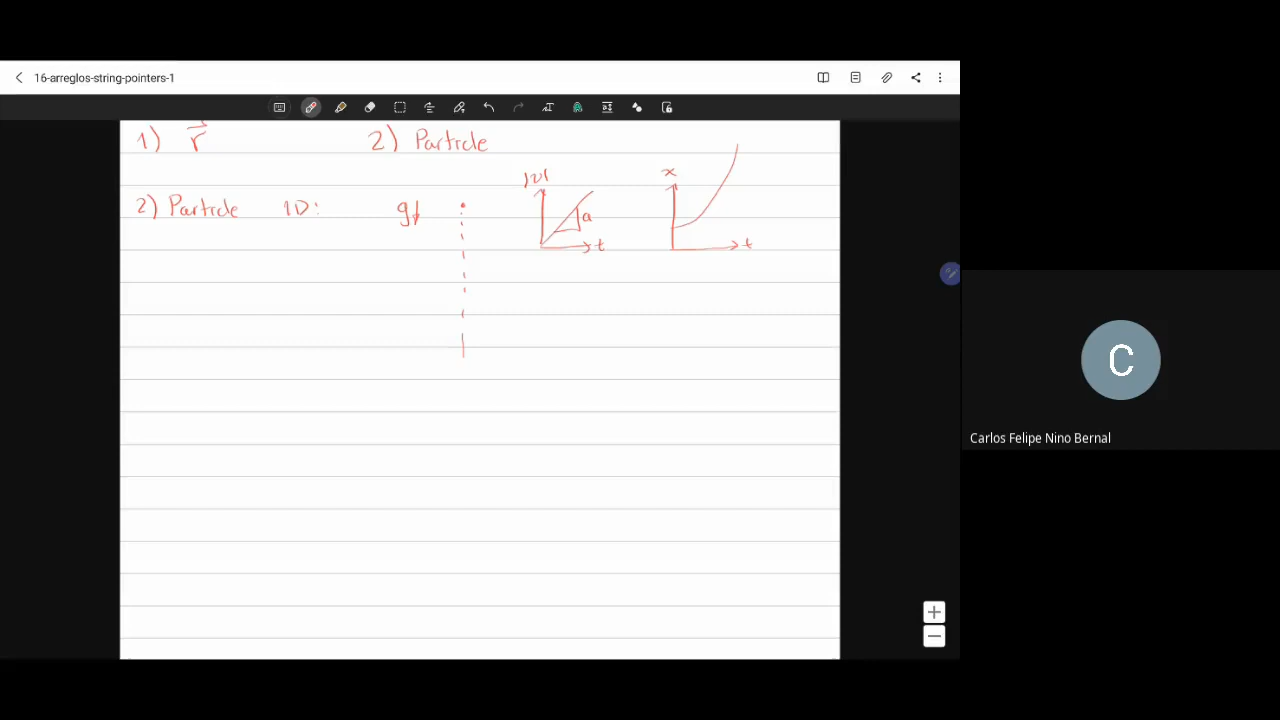 16-arreglos-string-pointers-1
1) r⃗ 2) Particle
2) Particle 1D: g↓
|v|
a
t
x
t
C
Carlos Felipe Nino Bernal